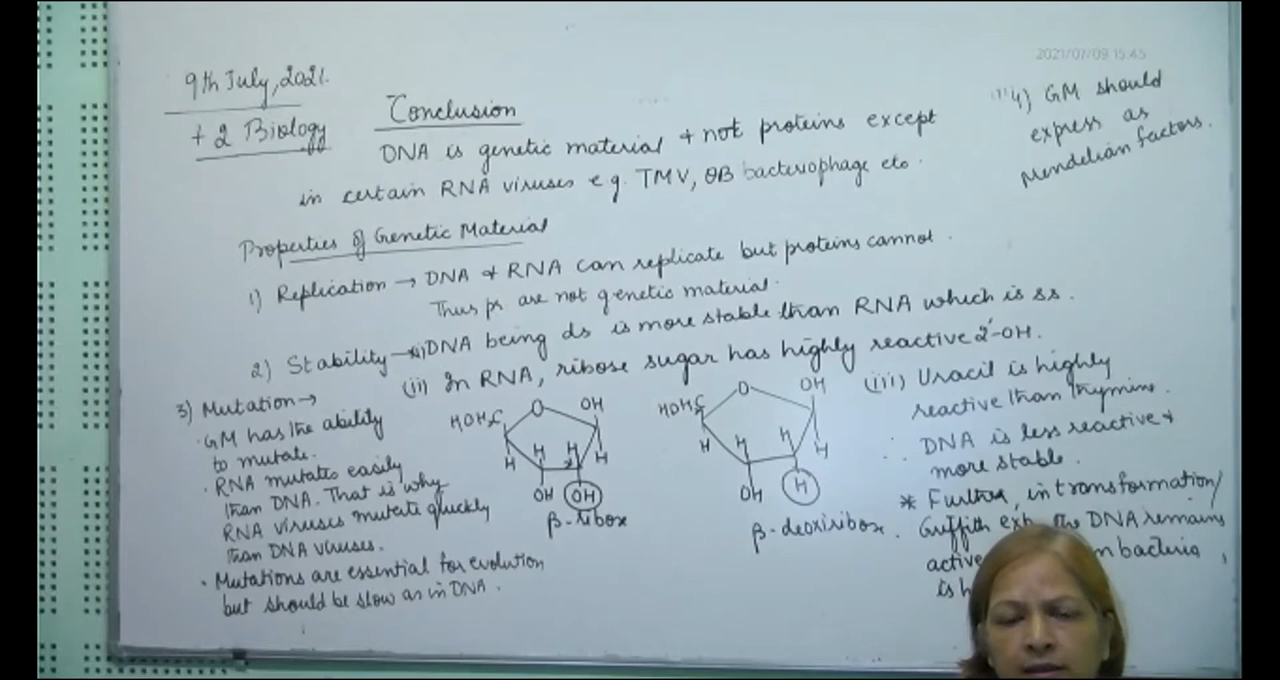 2021/07/09 15:45
9th July, 2021.
+ 2 Biology
Conclusion
DNA is genetic material & not proteins except
in certain RNA viruses e.g. TMV, θB bacteriophage etc.
Properties of Genetic Material
1) Replication → DNA & RNA can replicate but proteins cannot.
Thus pr are not genetic material.
2) Stability → (i) DNA being ds is more stable than RNA which is ss.
(ii) In RNA, ribose sugar has highly reactive 2'-OH.
3) Mutation →
· GM has the ability
to mutate.
· RNA mutates easily
than DNA. That is why
RNA viruses mutate quickly
than DNA viruses.
· Mutations are essential for evolution
but should be slow as in DNA.
HOH₂C O OH
H H H H
OH OH
β-ribose
HOH₂C O OH
H H H H
OH H
β-deoxiribose.
(iii) Uracil is highly
reactive than thymine.
∴ DNA is less reactive &
more stable.
* Further, in transformation/
Griffith exp. the DNA remains
active bacteria,
is
4) GM should
express as
Mendelian factors.